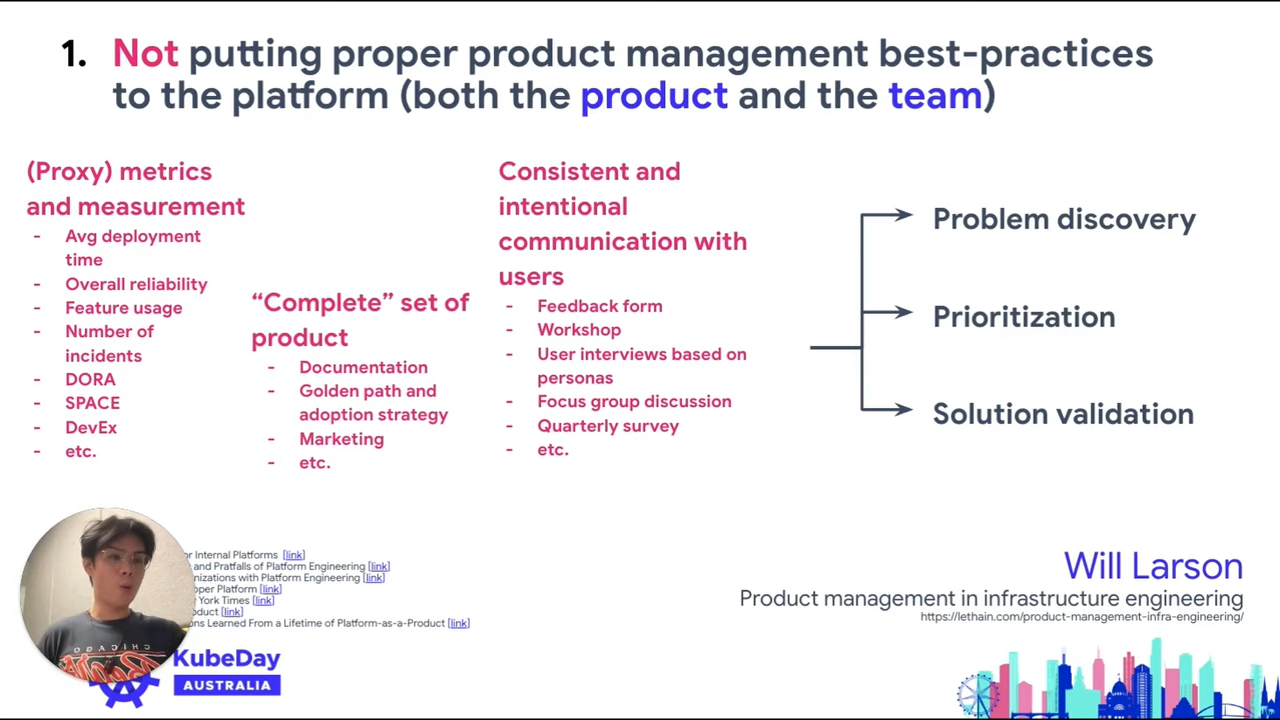 1. Not putting proper product management best-practices
to the platform (both the product and the team)
(Proxy) metrics
and measurement
- Avg deployment
time
- Overall reliability
- Feature usage
- Number of
incidents
- DORA
- SPACE
- DevEx
- etc.
“Complete” set of
product
- Documentation
- Golden path and
adoption strategy
- Marketing
- etc.
Consistent and
intentional
communication with
users
- Feedback form
- Workshop
- User interviews based on
personas
- Focus group discussion
- Quarterly survey
- etc.
Problem discovery
Prioritization
Solution validation
or Internal Platforms [link]
and Pratfalls of Platform Engineering [link]
nizations with Platform Engineering [link]
oper Platform [link]
York Times [link]
oduct [link]
ons Learned From a Lifetime of Platform-as-a-Product [link]
Will Larson
Product management in infrastructure engineering
https://lethain.com/product-management-infra-engineering/
CHICAGO
KubeDay
AUSTRALIA